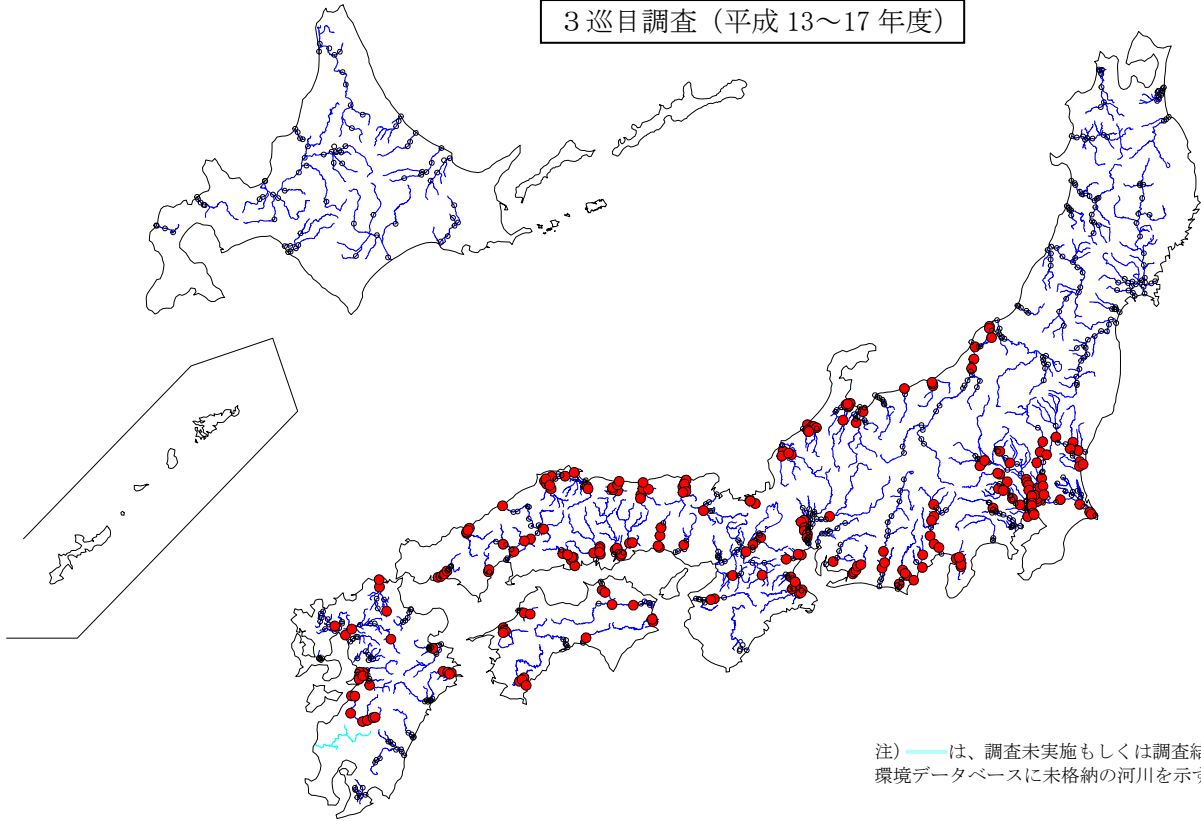 3巡目調査（平成 13～17 年度）
注） は、調査未実施もしくは調査結
環境データベースに未格納の河川を示す